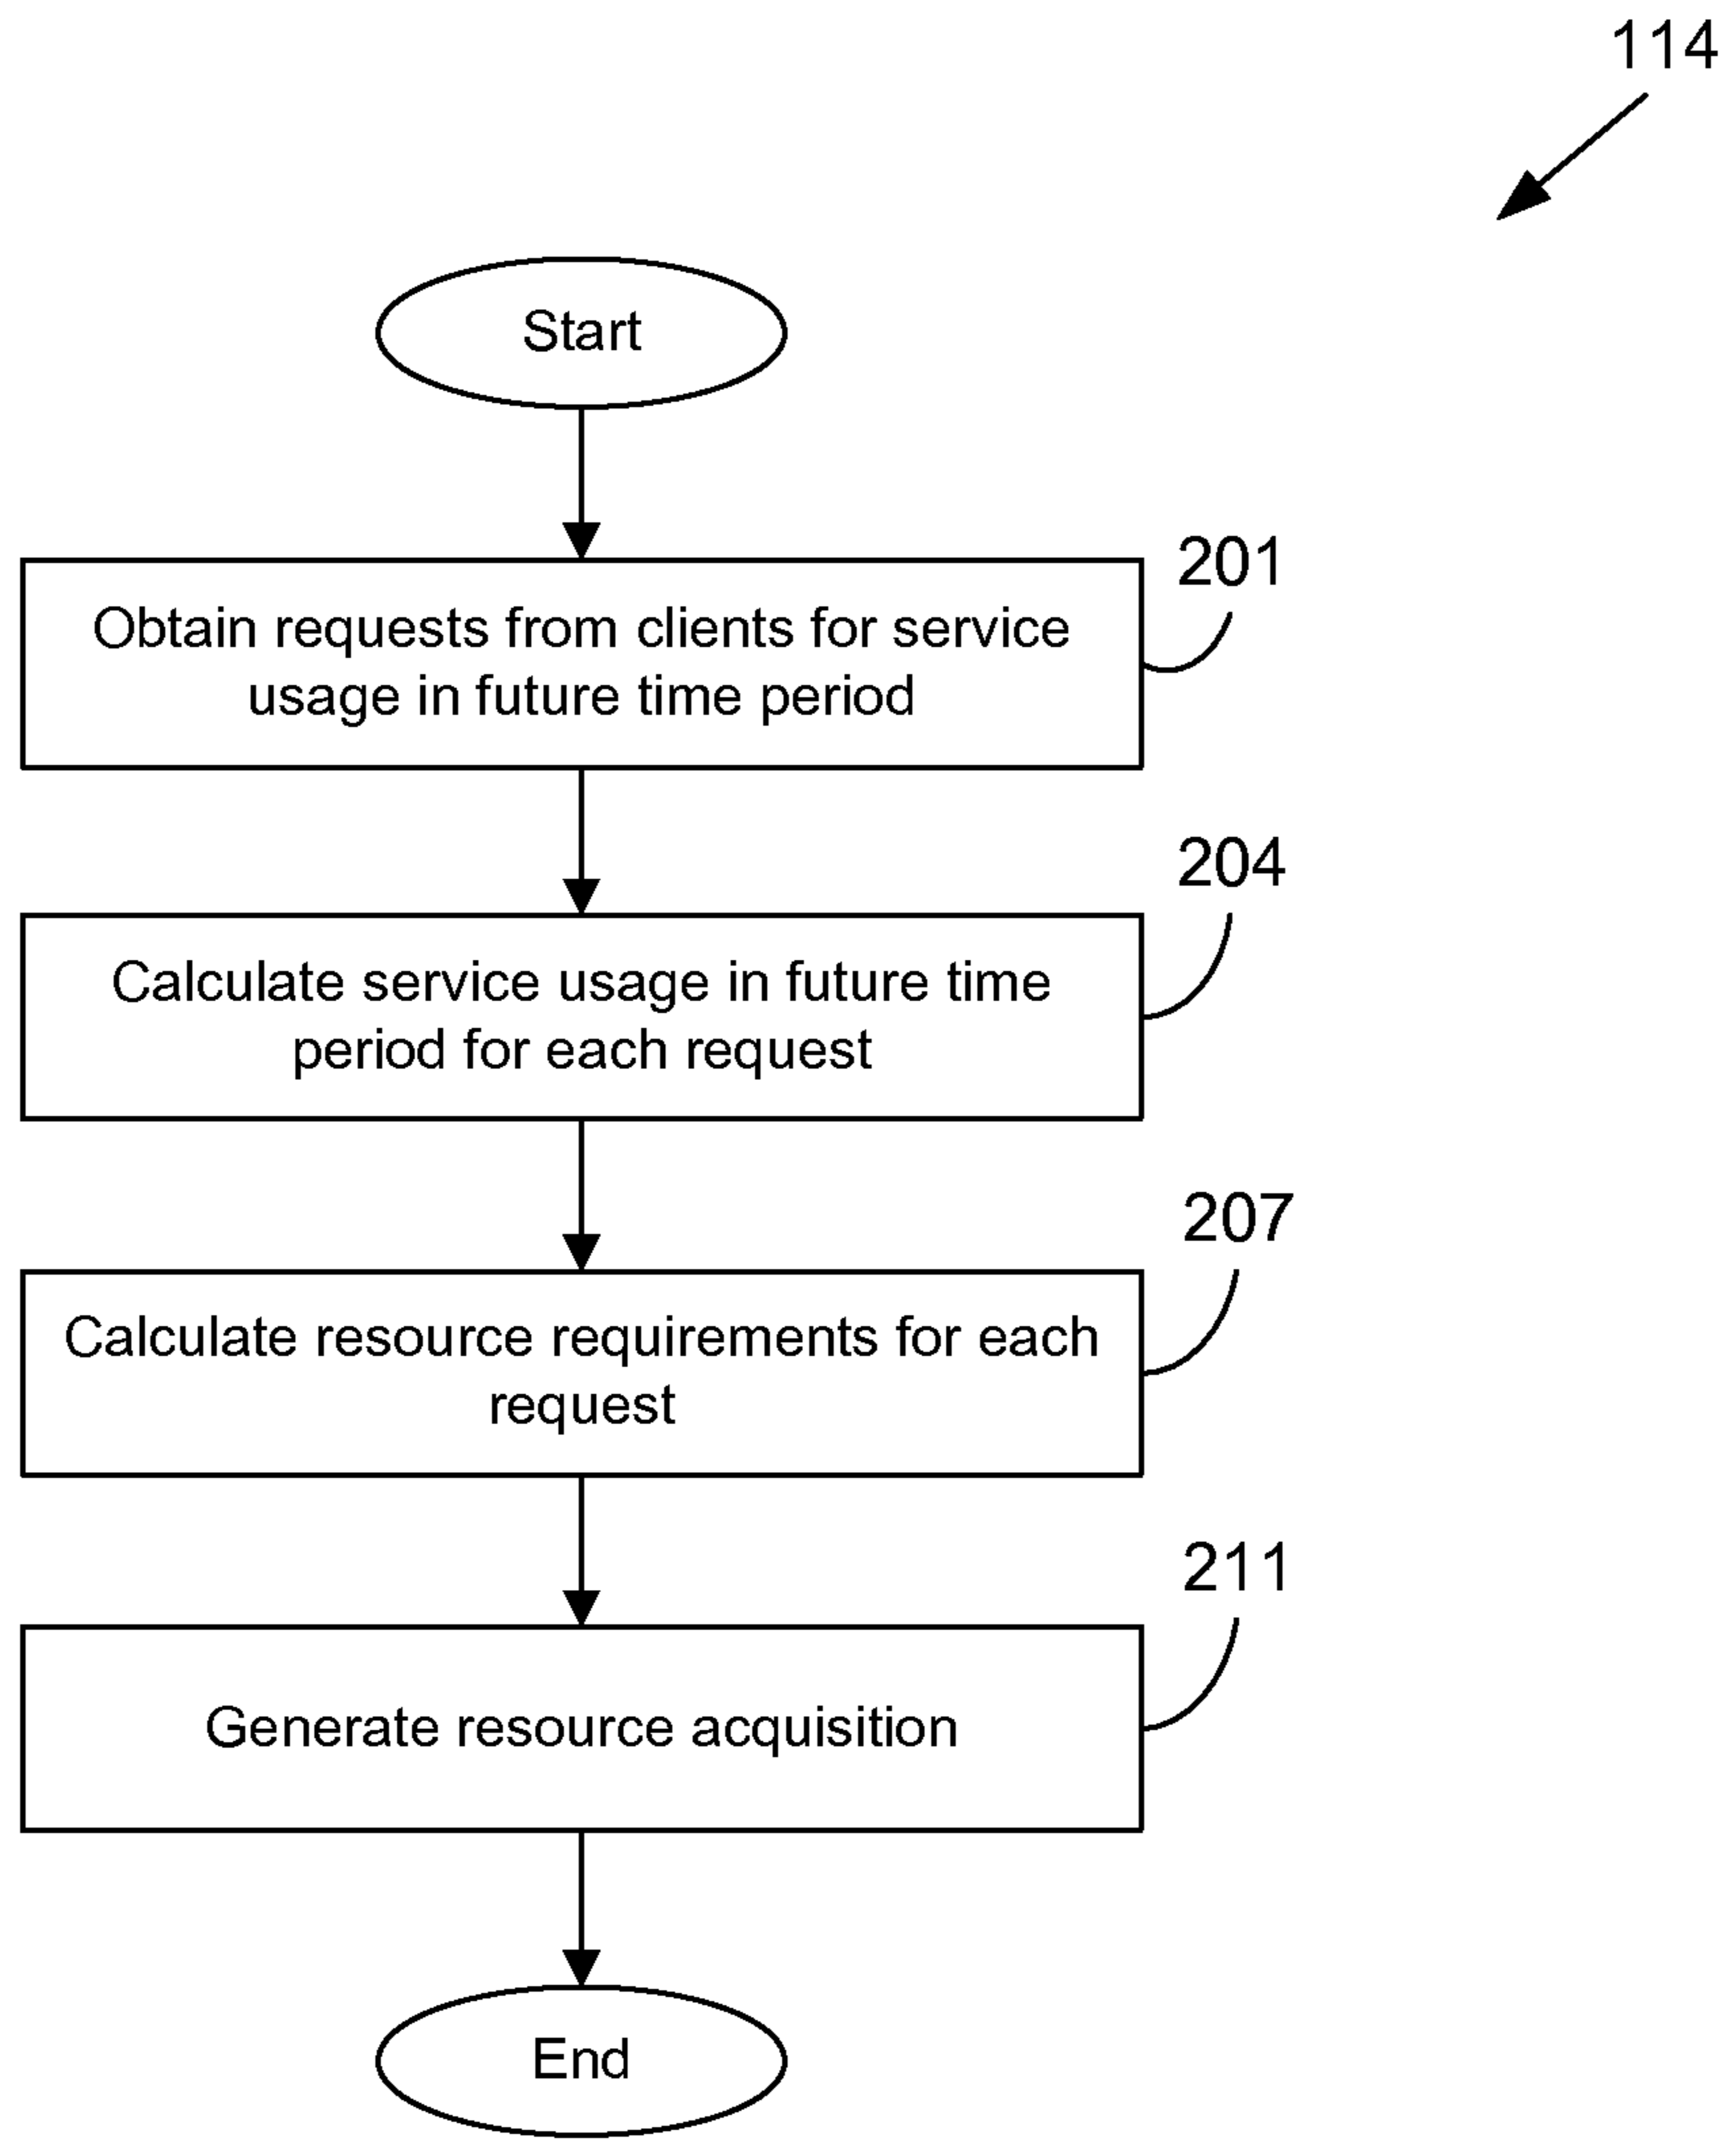 114
Start
201
Obtain requests from clients for service
usage in future time period
204
Calculate service usage in future time
period for each request
207
Calculate resource requirements for each
request
211
Generate resource acquisition
End